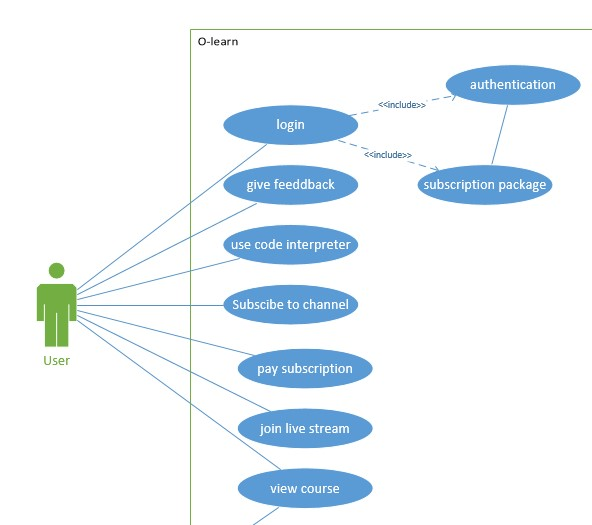 O-learn
authentication
<<include>>
login
<<include>>
give feeddback
subscription package
use code interpreter
Subscibe to channel
User
pay subscription
join live stream
view course